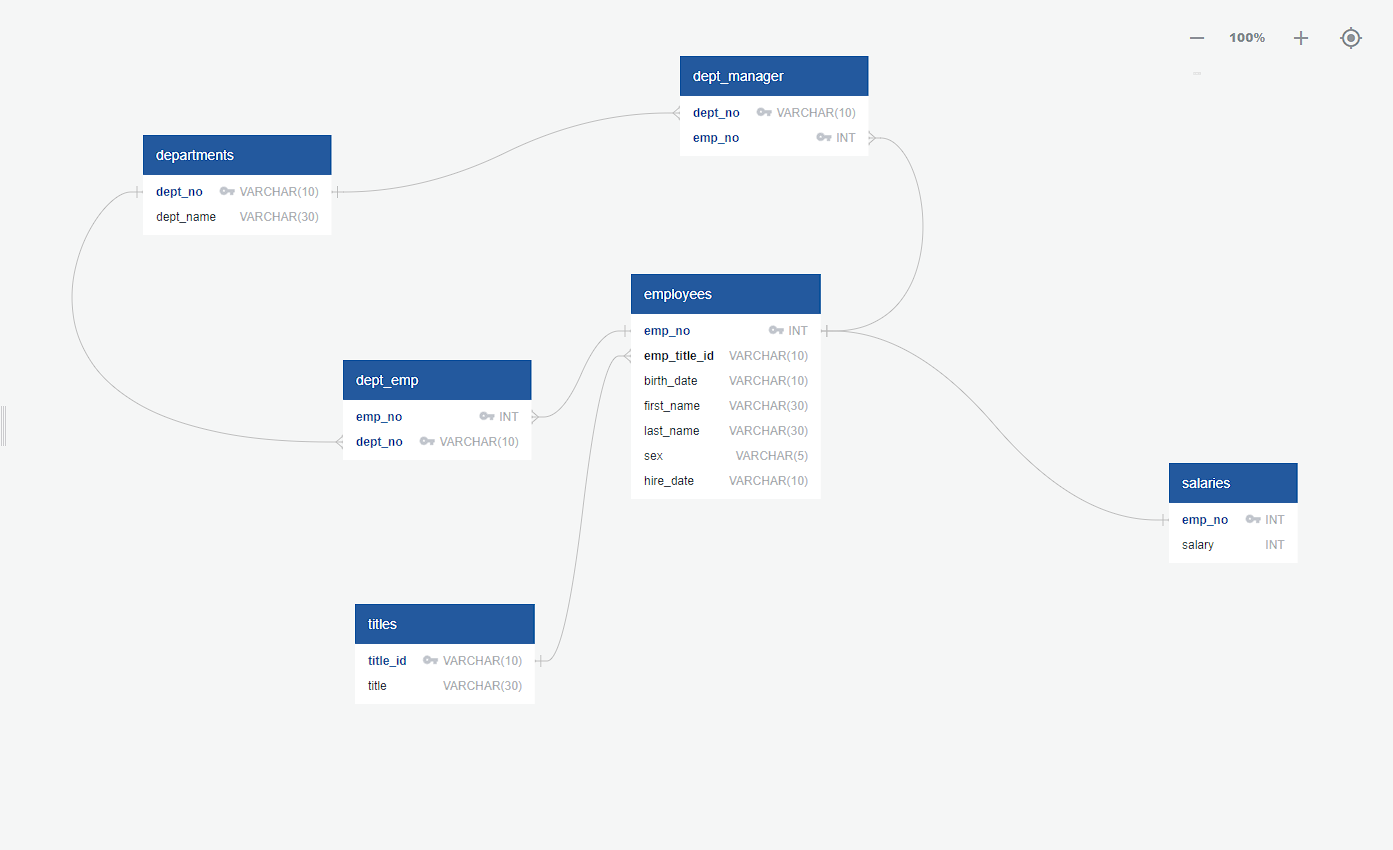 100%
dept_manager
dept_no VARCHAR(10)
emp_no INT
departments
dept_no VARCHAR(10)
dept_name VARCHAR(30)
employees
emp_no INT
emp_title_id VARCHAR(10)
birth_date VARCHAR(10)
first_name VARCHAR(30)
last_name VARCHAR(30)
sex VARCHAR(5)
hire_date VARCHAR(10)
dept_emp
emp_no INT
dept_no VARCHAR(10)
salaries
emp_no INT
salary INT
titles
title_id VARCHAR(10)
title VARCHAR(30)